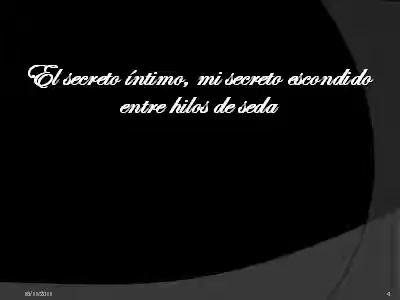 El secreto íntimo, mi secreto escondido
entre hilos de seda
4